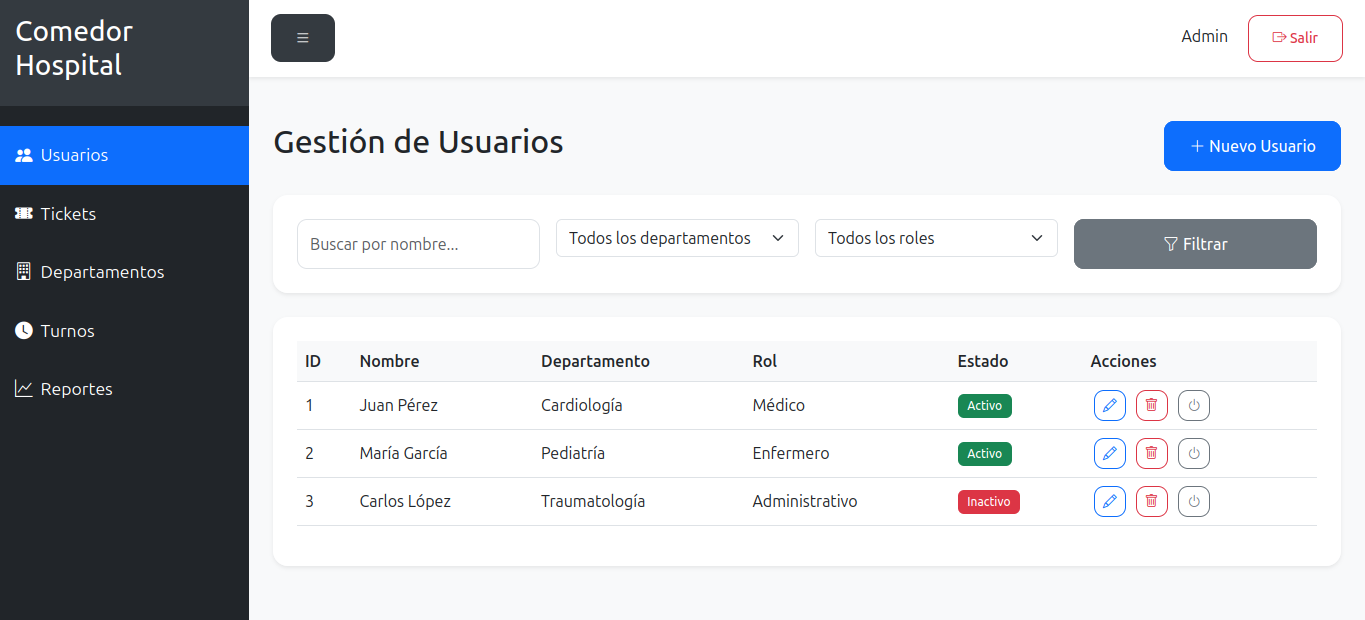 Comedor
Hospital
Admin
Salir
Usuarios
Tickets
Departamentos
Turnos
Reportes
Gestión de Usuarios
+ Nuevo Usuario
Buscar por nombre...
Todos los departamentos
Todos los roles
Filtrar
ID Nombre Departamento Rol Estado Acciones
1 Juan Pérez Cardiología Médico Activo
2 María García Pediatría Enfermero Activo
3 Carlos López Traumatología Administrativo Inactivo